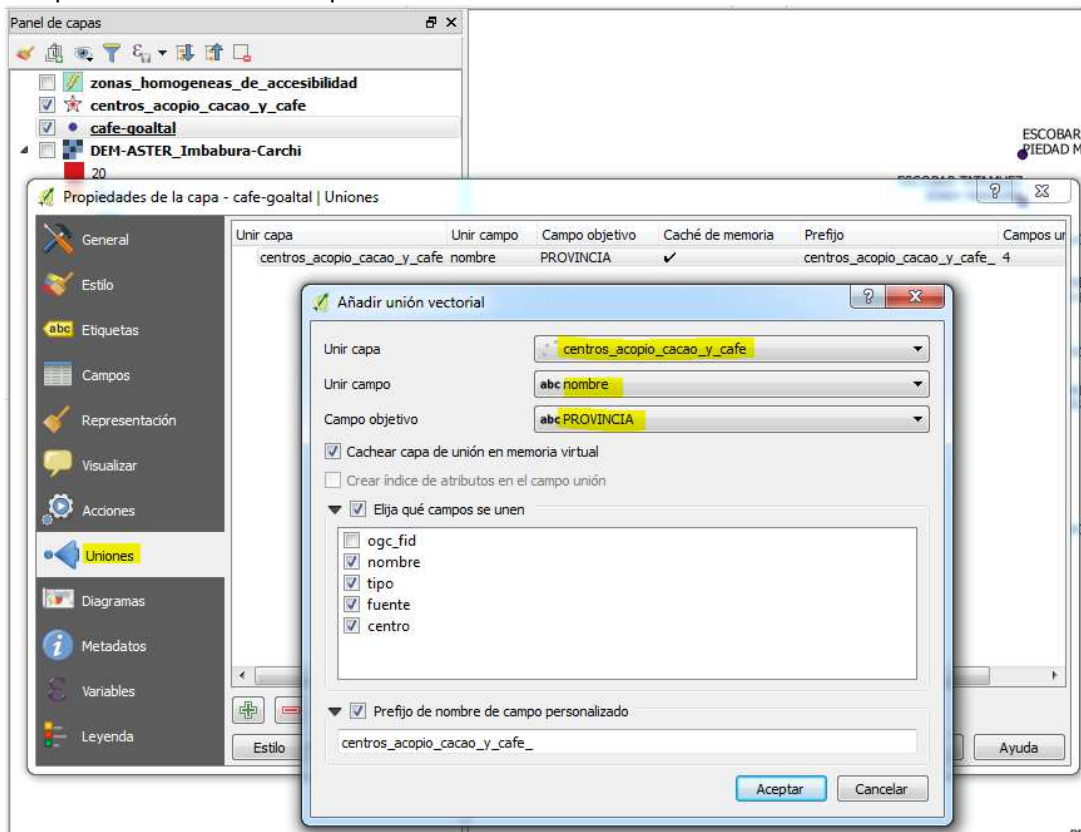 Panel de capas
zonas_homogeneas_de_accesibilidad
centros_acopio_cacao_y_cafe
cafe-goaltal
DEM-ASTER_Imbabura-Carchi
20
ESCOBAR
PIEDAD M
Propiedades de la capa - cafe-goaltal | Uniones
General
Estilo
Etiquetas
Campos
Representación
Visualizar
Acciones
Uniones
Diagramas
Metadatos
Variables
Leyenda
Unir capa Unir campo Campo objetivo Caché de memoria Prefijo Campos ur
centros_acopio_cacao_y_cafe nombre PROVINCIA ✔ centros_acopio_cacao_y_cafe_ 4
Añadir unión vectorial
Unir capa centros_acopio_cacao_y_cafe
Unir campo abc nombre
Campo objetivo abc PROVINCIA
Cachear capa de unión en memoria virtual
Crear índice de atributos en el campo unión
Elija qué campos se unen
ogc_fid
nombre
tipo
fuente
centro
Prefijo de nombre de campo personalizado
centros_acopio_cacao_y_cafe_
Aceptar Cancelar
Estilo Ayuda